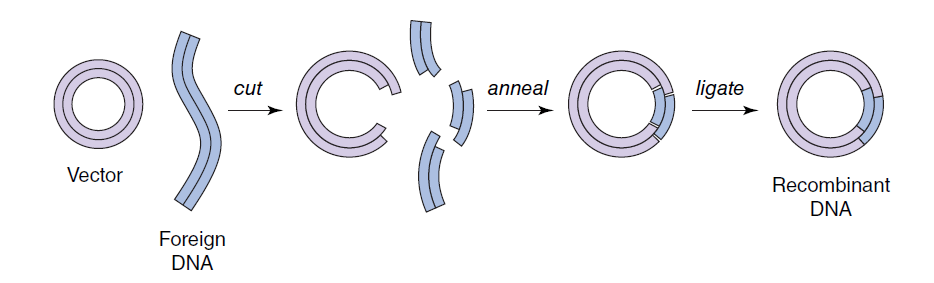 cut
anneal
ligate
Vector
Recombinant
DNA
Foreign
DNA